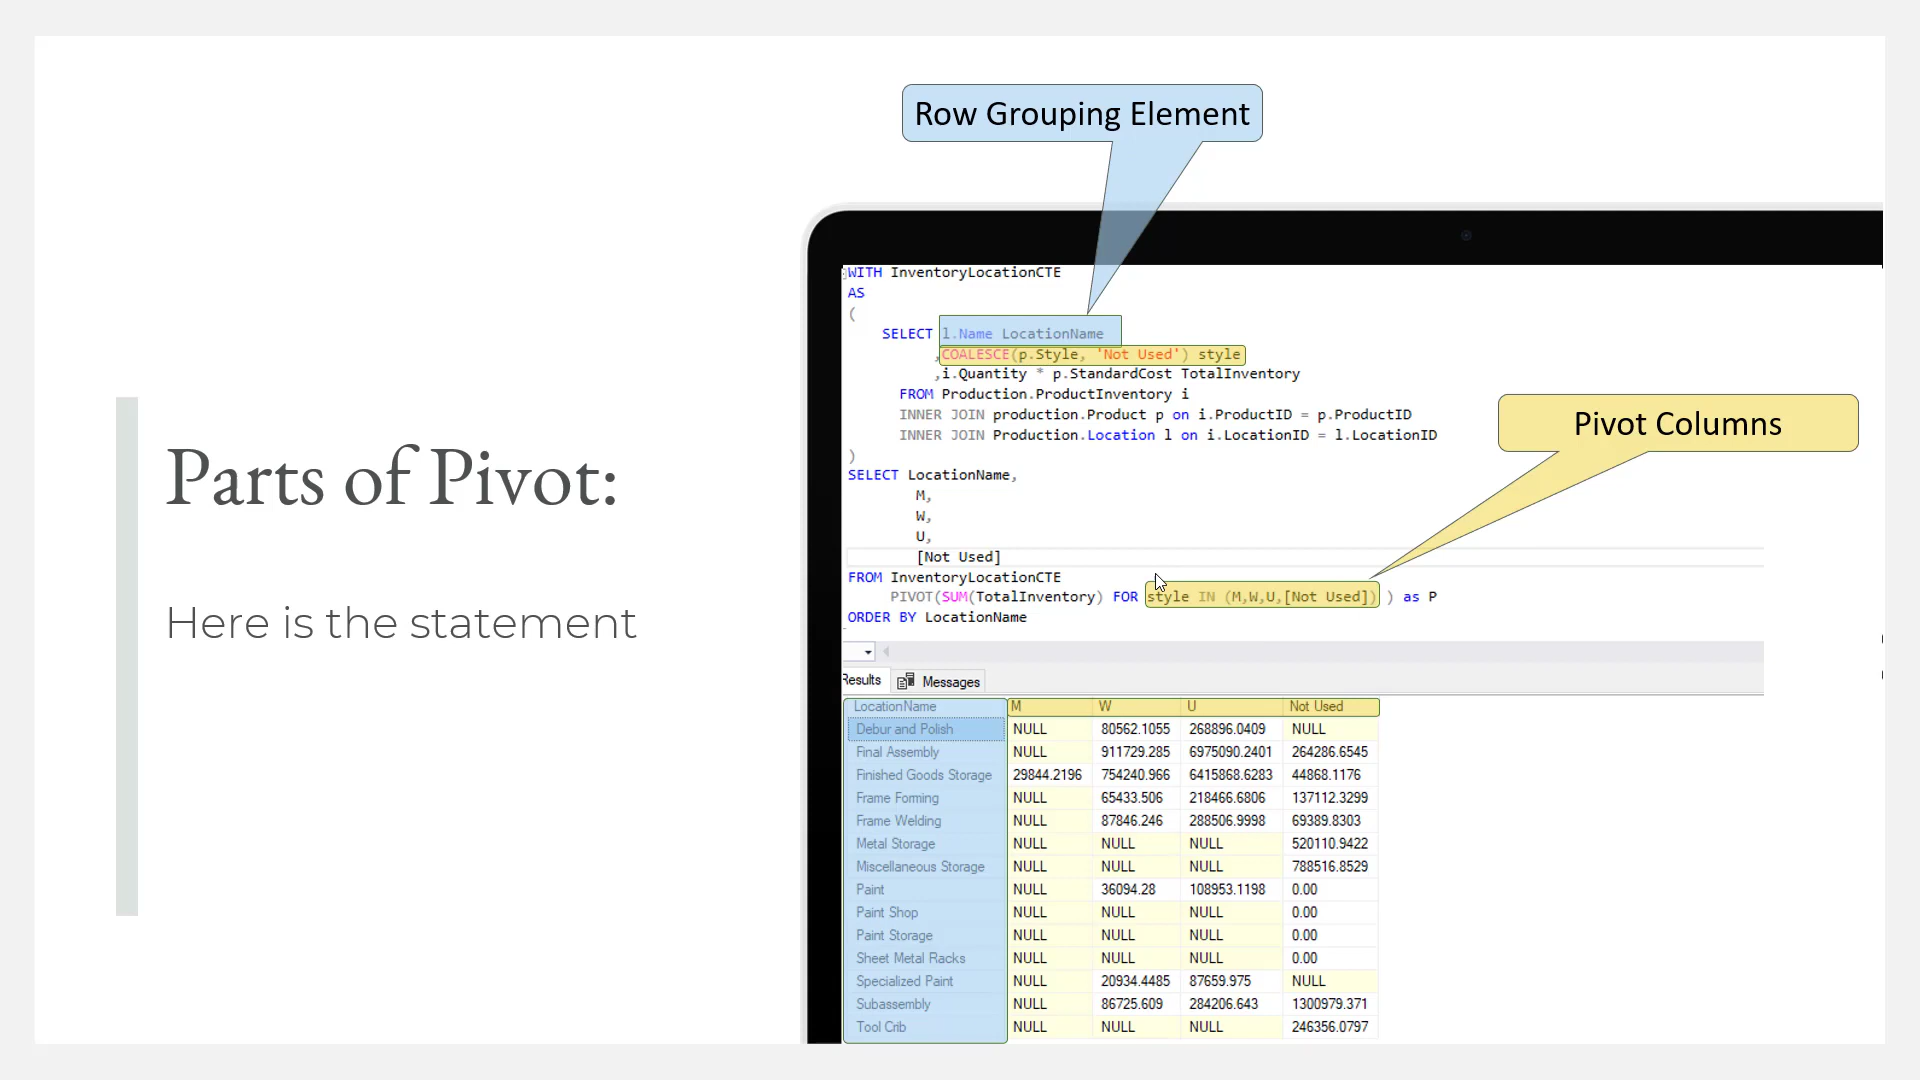 Row Grouping Element
WITH InventoryLocationCTE
AS
(
SELECT l.Name LocationName
,COALESCE(p.Style, 'Not Used') style
,i.Quantity * p.StandardCost TotalInventory
FROM Production.ProductInventory i
INNER JOIN production.Product p on i.ProductID = p.ProductID
INNER JOIN Production.Location l on i.LocationID = l.LocationID
)
Pivot Columns
SELECT LocationName,
M,
W,
U,
[Not Used]
FROM InventoryLocationCTE
PIVOT(SUM(TotalInventory) FOR style IN (M,W,U,[Not Used]) ) as P
ORDER BY LocationName
Parts of Pivot:
Here is the statement
Results Messages
LocationName M W U Not Used
Debur and Polish NULL 80562.1055 268896.0409 NULL
Final Assembly NULL 911729.285 6975090.2401 264286.6545
Finished Goods Storage 29844.2196 754240.966 6415868.6283 44868.1176
Frame Forming NULL 65433.506 218466.6806 137112.3299
Frame Welding NULL 87846.246 288506.9998 69389.8303
Metal Storage NULL NULL NULL 520110.9422
Miscellaneous Storage NULL NULL NULL 788516.8529
Paint NULL 36094.28 108953.1198 0.00
Paint Shop NULL NULL NULL 0.00
Paint Storage NULL NULL NULL 0.00
Sheet Metal Racks NULL NULL NULL 0.00
Specialized Paint NULL 20934.4485 87659.975 NULL
Subassembly NULL 86725.609 284206.643 1300979.371
Tool Crib NULL NULL NULL 246356.0797